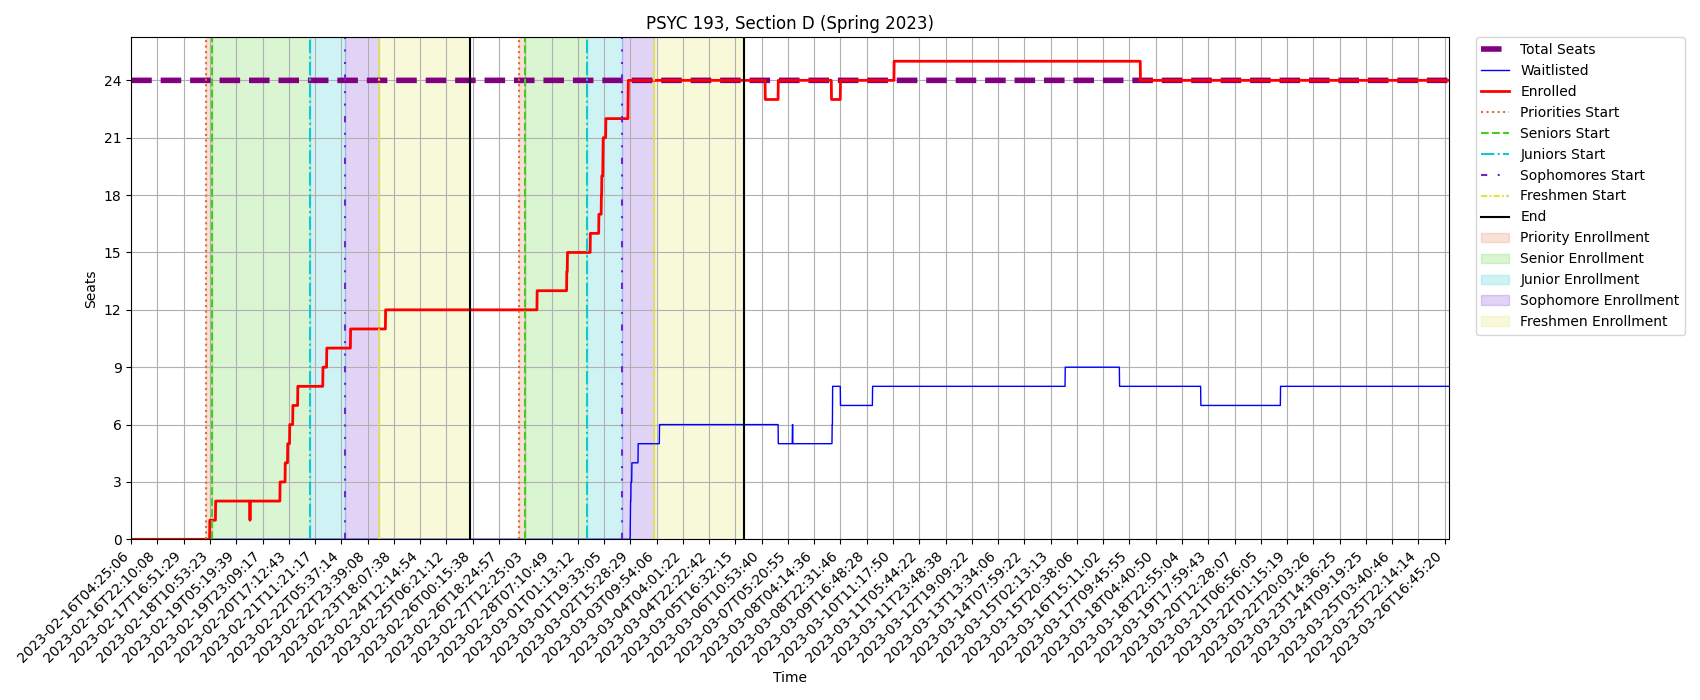 PSYC 193, Section D (Spring 2023)
Total Seats
Waitlisted
Enrolled
Priorities Start
Seniors Start
Juniors Start
Sophomores Start
Freshmen Start
End
Priority Enrollment
Senior Enrollment
Junior Enrollment
Sophomore Enrollment
Freshmen Enrollment
Seats
24
21
18
15
12
9
6
3
0
2023-02-16T04:25:06
2023-02-16T22:10:08
2023-02-17T16:51:29
2023-02-18T10:53:23
2023-02-19T05:19:39
2023-02-19T23:09:17
2023-02-20T17:12:43
2023-02-21T11:21:17
2023-02-22T05:37:14
2023-02-22T23:39:08
2023-02-23T18:07:38
2023-02-24T12:14:54
2023-02-25T06:21:12
2023-02-26T00:15:38
2023-02-26T18:24:57
2023-02-27T12:25:03
2023-02-28T07:10:49
2023-03-01T01:13:12
2023-03-01T19:33:05
2023-03-02T15:28:29
2023-03-03T09:54:06
2023-03-04T04:01:22
2023-03-04T22:22:42
2023-03-05T16:32:15
2023-03-06T10:53:40
2023-03-07T05:20:55
2023-03-08T04:14:36
2023-03-08T22:31:46
2023-03-09T16:48:28
2023-03-10T11:17:50
2023-03-11T05:44:22
2023-03-11T23:48:38
2023-03-12T19:09:22
2023-03-13T13:34:06
2023-03-14T07:59:22
2023-03-15T02:13:13
2023-03-15T20:38:06
2023-03-16T15:11:02
2023-03-17T09:45:55
2023-03-18T04:40:50
2023-03-18T22:55:04
2023-03-19T17:59:43
2023-03-20T12:28:07
2023-03-21T06:56:05
2023-03-22T01:15:19
2023-03-22T20:03:26
2023-03-23T14:36:25
2023-03-24T09:19:25
2023-03-25T03:40:46
2023-03-25T22:14:14
2023-03-26T16:45:20
Time